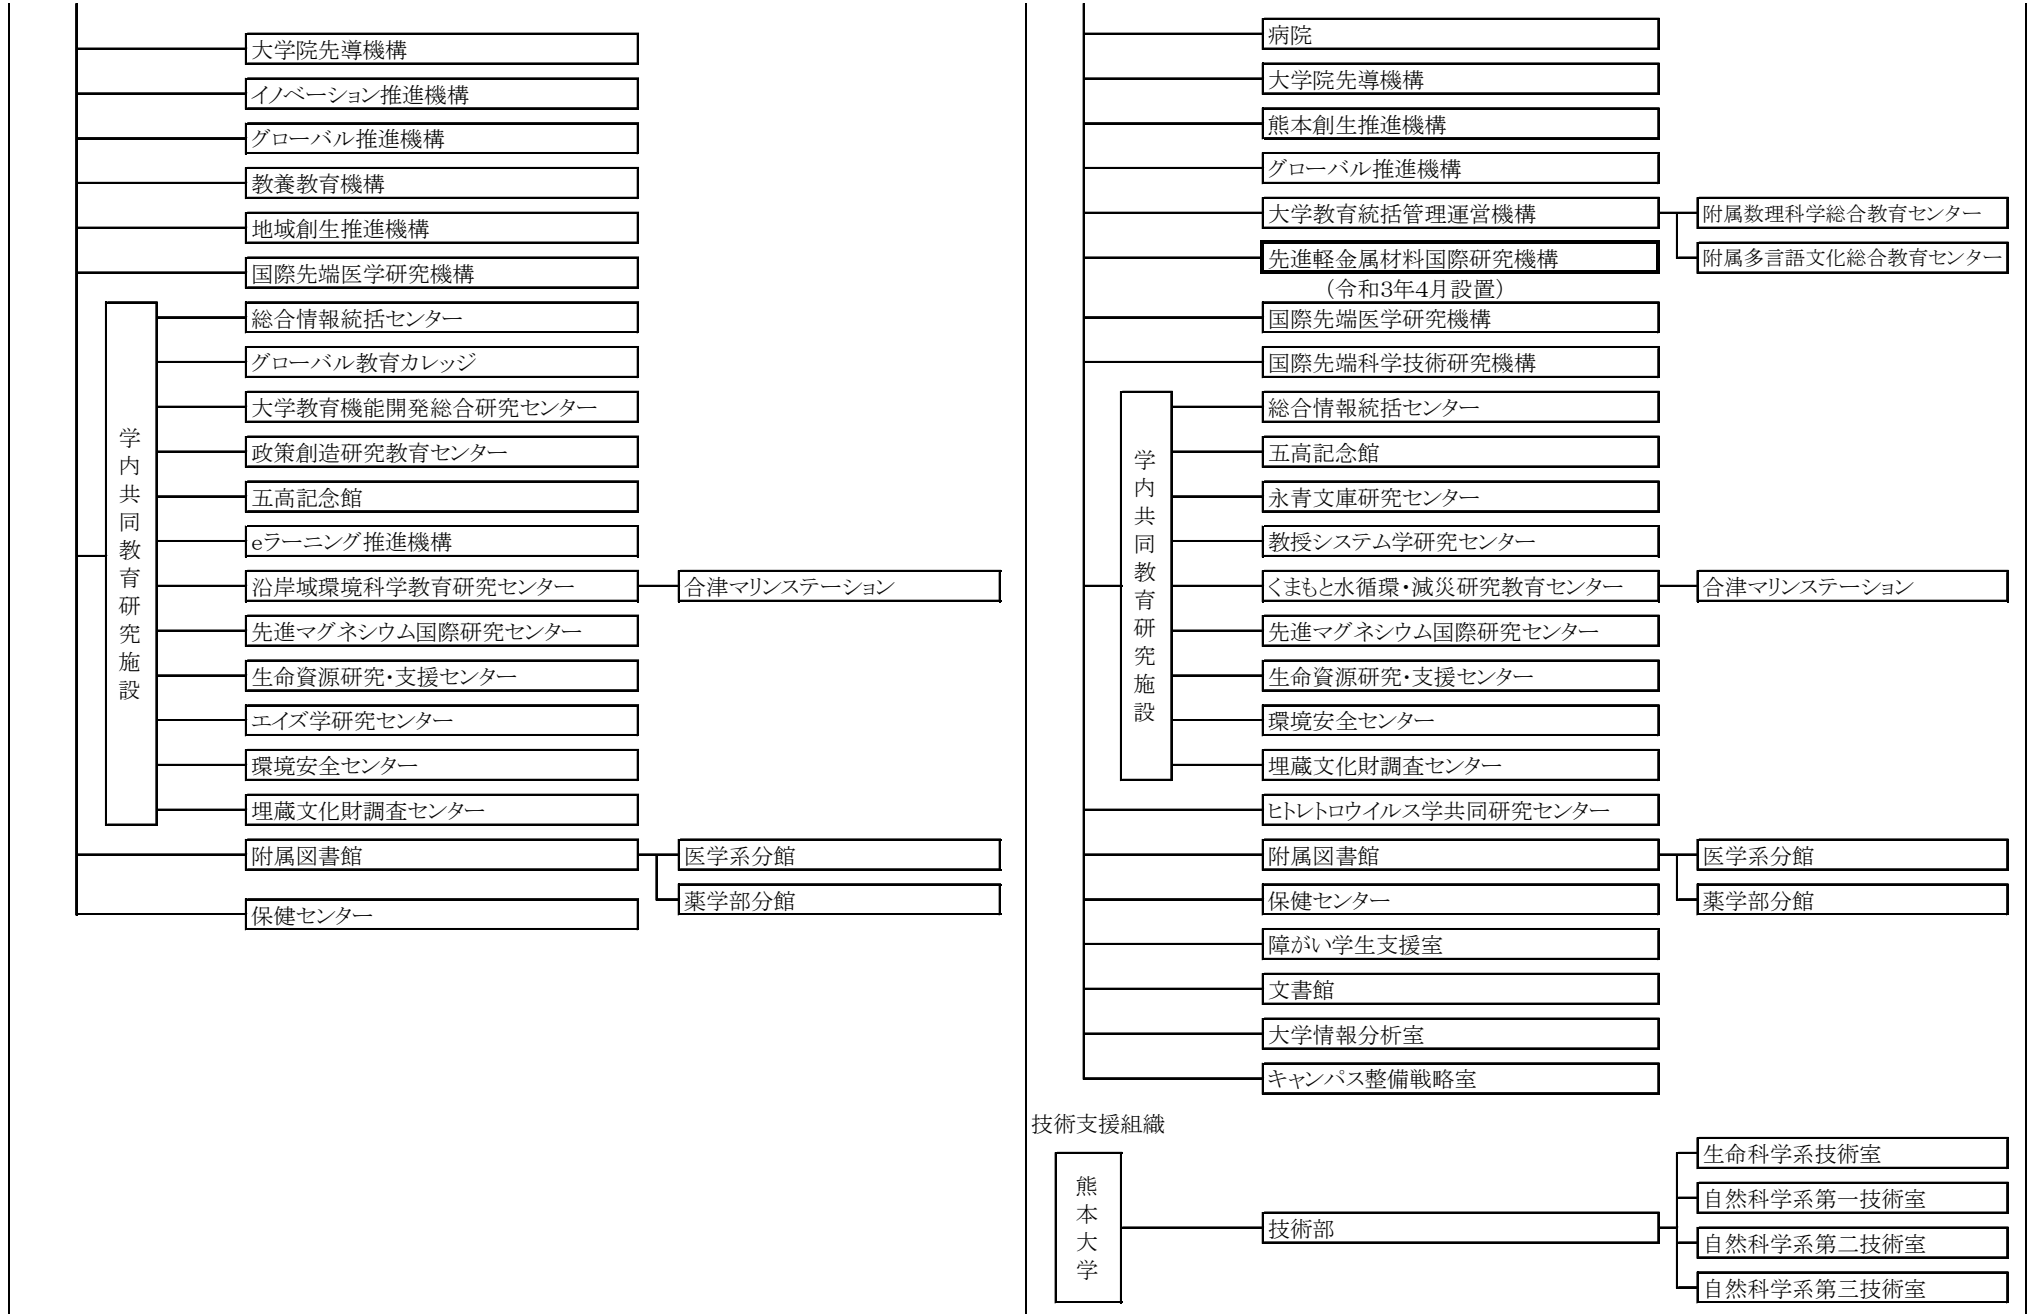 大学院先導機構
イノベーション推進機構
グローバル推進機構
教養教育機構
地域創生推進機構
国際先端医学研究機構
学内共同教育研究施設
総合情報統括センター
グローバル教育カレッジ
大学教育機能開発総合研究センター
政策創造研究教育センター
五高記念館
eラーニング推進機構
沿岸域環境科学教育研究センター
合津マリンステーション
先進マグネシウム国際研究センター
生命資源研究・支援センター
エイズ学研究センター
環境安全センター
埋蔵文化財調査センター
附属図書館
医学系分館
薬学部分館
保健センター
病院
大学院先導機構
熊本創生推進機構
グローバル推進機構
大学教育統括管理運営機構
附属数理科学総合教育センター
附属多言語文化総合教育センター
先進軽金属材料国際研究機構
（令和3年4月設置）
国際先端医学研究機構
国際先端科学技術研究機構
学内共同教育研究施設
総合情報統括センター
五高記念館
永青文庫研究センター
教授システム学研究センター
くまもと水循環・減災研究教育センター
合津マリンステーション
先進マグネシウム国際研究センター
生命資源研究・支援センター
環境安全センター
埋蔵文化財調査センター
ヒトレトロウイルス学共同研究センター
附属図書館
医学系分館
薬学部分館
保健センター
障がい学生支援室
文書館
大学情報分析室
キャンパス整備戦略室
技術支援組織
熊本大学
技術部
生命科学系技術室
自然科学系第一技術室
自然科学系第二技術室
自然科学系第三技術室